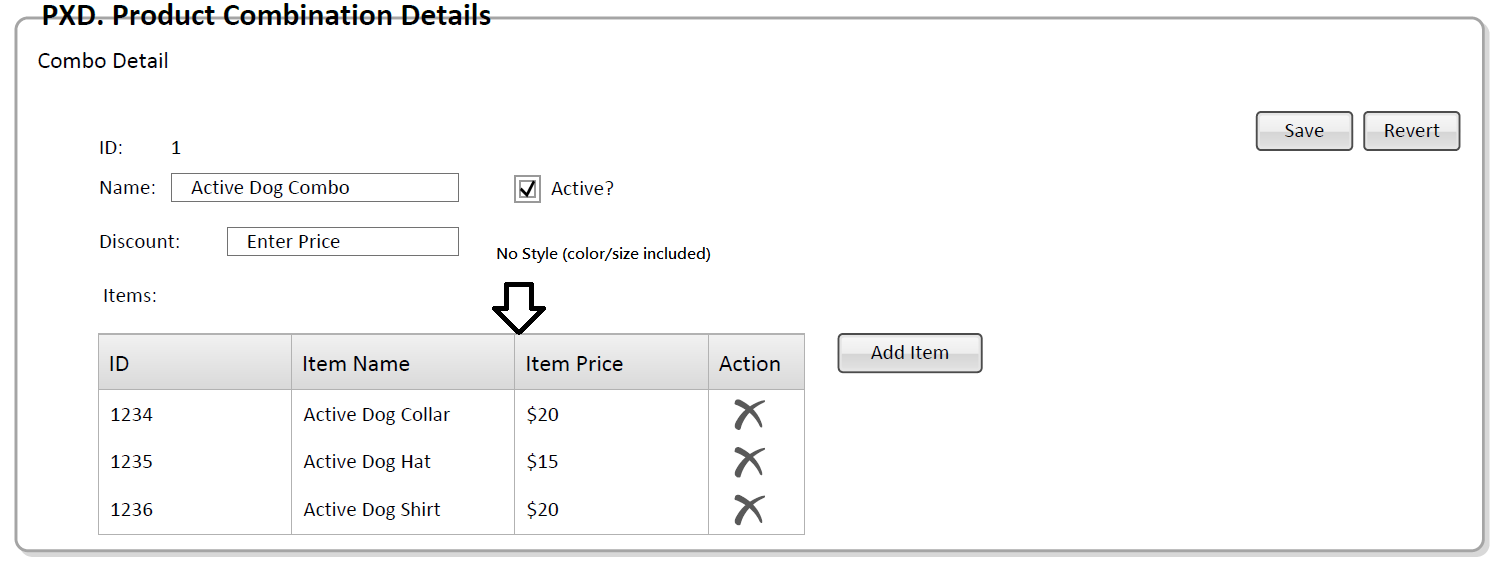 PXD. Product Combination Details
Combo Detail
Save Revert
ID: 1
Name: Active Dog Combo Active?
Discount: Enter Price
No Style (color/size included)
Items:
ID Item Name Item Price Action
Add Item
1234 Active Dog Collar $20
1235 Active Dog Hat $15
1236 Active Dog Shirt $20